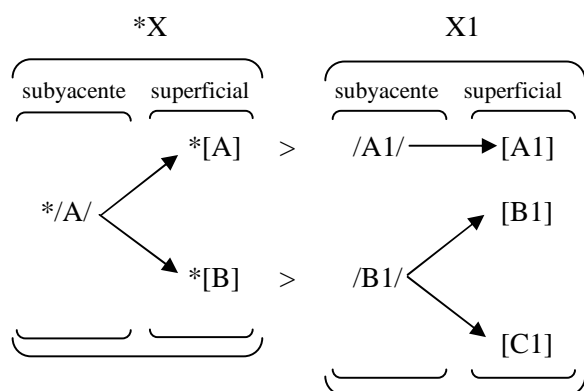 *X X1
subyacente superficial subyacente superficial
*[A] > /A1/ [A1]
*/A/ [B1]
*[B] > /B1/
[C1]